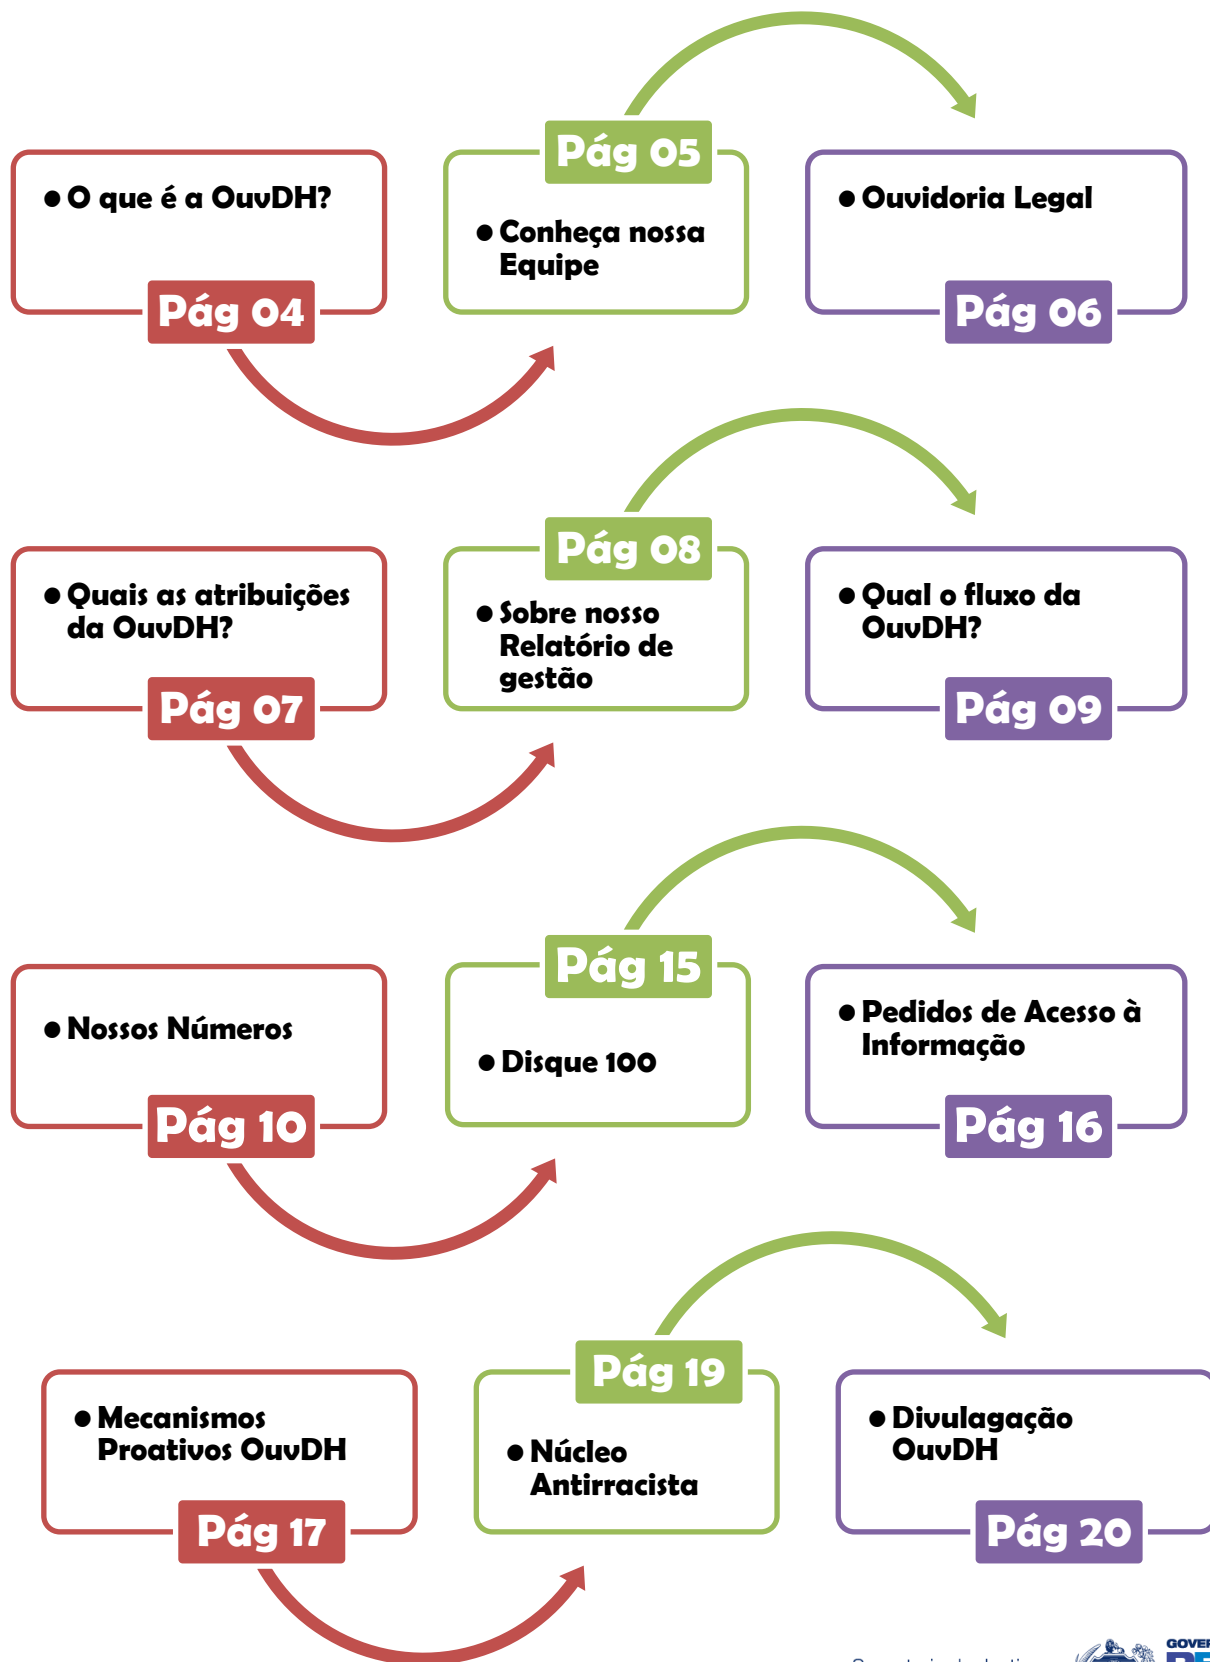 • O que é a OuvDH?
Pág 04
Pág 05
• Conheça nossa
Equipe
• Ouvidoria Legal
Pág 06
• Quais as atribuições
da OuvDH?
Pág 07
Pág 08
• Sobre nosso
Relatório de
gestão
• Qual o fluxo da
OuvDH?
Pág 09
• Nossos Números
Pág 10
Pág 15
• Disque 100
• Pedidos de Acesso à
Informação
Pág 16
• Mecanismos
Proativos OuvDH
Pág 17
Pág 19
• Núcleo
Antirracista
• Divulagação
OuvDH
Pág 20